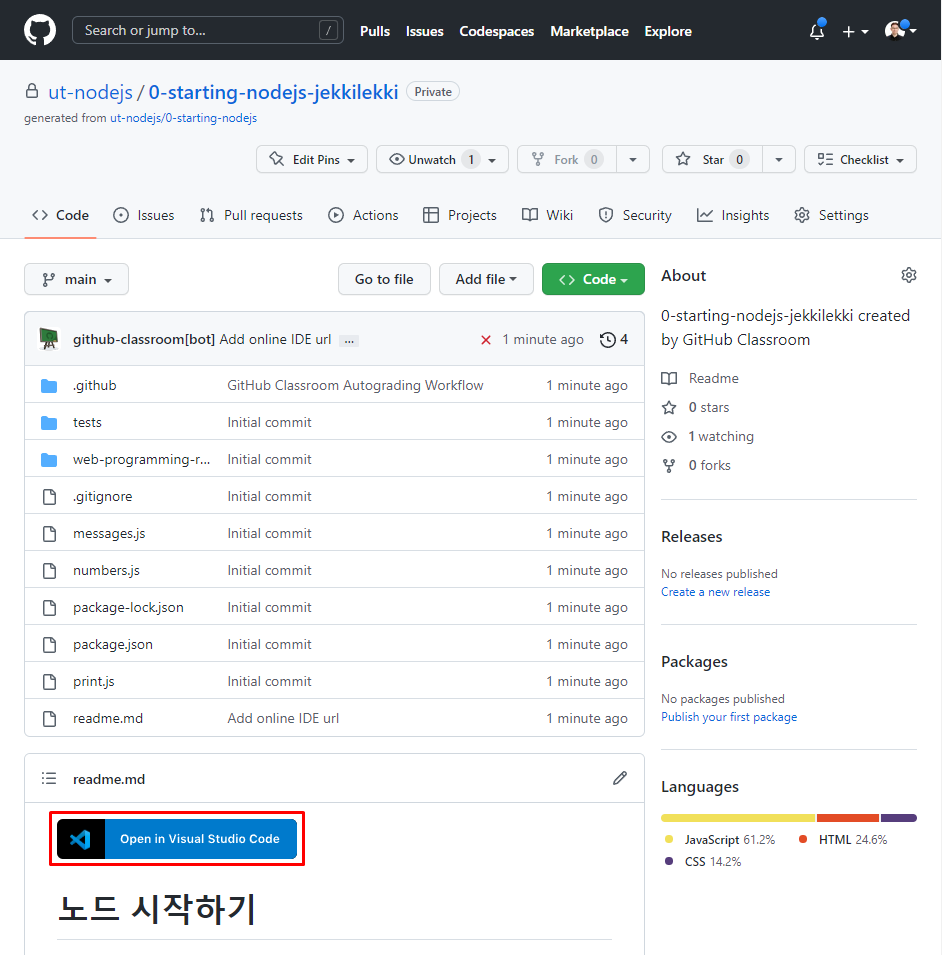 Search or jump to... / Pulls Issues Codespaces Marketplace Explore
ut-nodejs / 0-starting-nodejs-jekkilekki Private
generated from ut-nodejs/0-starting-nodejs
Edit Pins Unwatch 1 Fork 0 Star 0 Checklist
Code Issues Pull requests Actions Projects Wiki Security Insights Settings
main Go to file Add file Code
github-classroom[bot] Add online IDE url ... 1 minute ago 4
.github GitHub Classroom Autograding Workflow 1 minute ago
tests Initial commit 1 minute ago
web-programming-r... Initial commit 1 minute ago
.gitignore Initial commit 1 minute ago
messages.js Initial commit 1 minute ago
numbers.js Initial commit 1 minute ago
package-lock.json Initial commit 1 minute ago
package.json Initial commit 1 minute ago
print.js Initial commit 1 minute ago
readme.md Add online IDE url 1 minute ago
readme.md
Open in Visual Studio Code
노드 시작하기
About
0-starting-nodejs-jekkilekki created
by GitHub Classroom
Readme
0 stars
1 watching
0 forks
Releases
No releases published
Create a new release
Packages
No packages published
Publish your first package
Languages
JavaScript 61.2% HTML 24.6%
CSS 14.2%